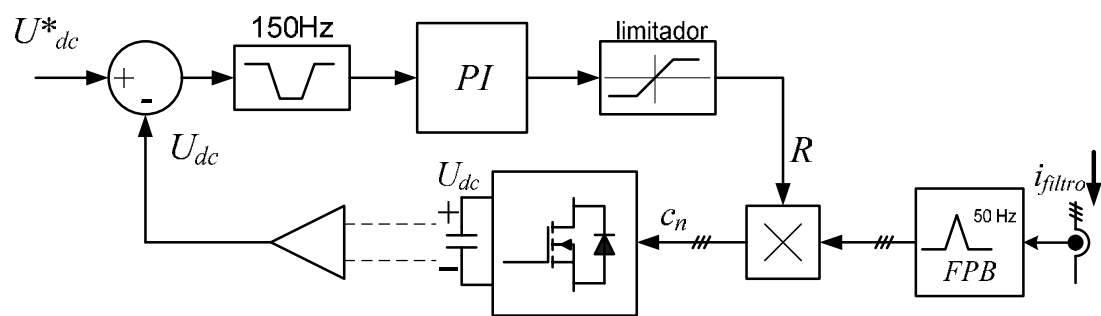 150Hz
limitador
U*dc
+
-
PI
Udc
R
Udc
+
-
cn
50 Hz
FPB
ifiltro